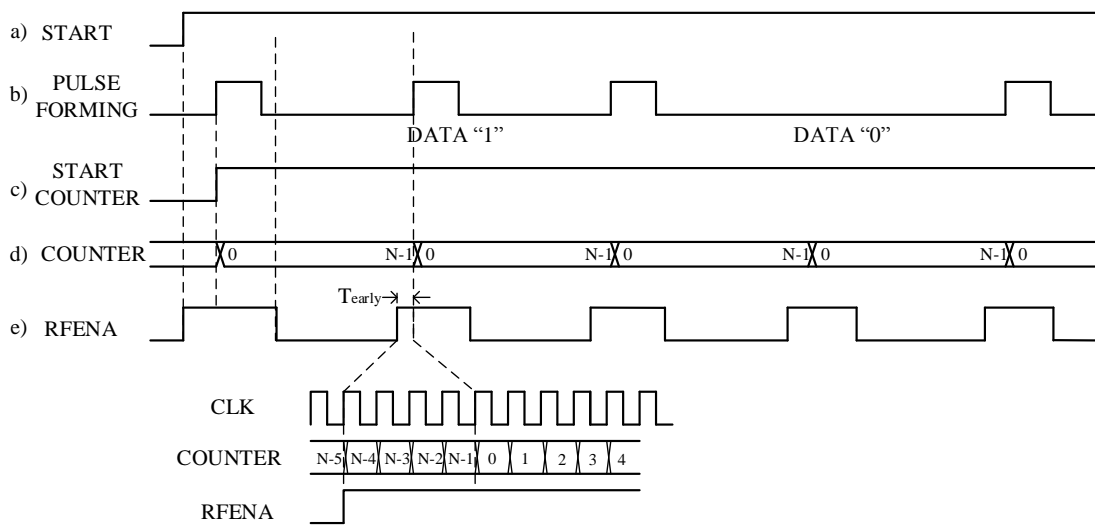 a) START
b) PULSE FORMING
DATA “1”
DATA “0”
c) START COUNTER
d) COUNTER
0
N-1 0
N-1 0
N-1 0
N-1 0
Tearly
e) RFENA
CLK
COUNTER
N-5 N-4 N-3 N-2 N-1 0 1 2 3 4
RFENA